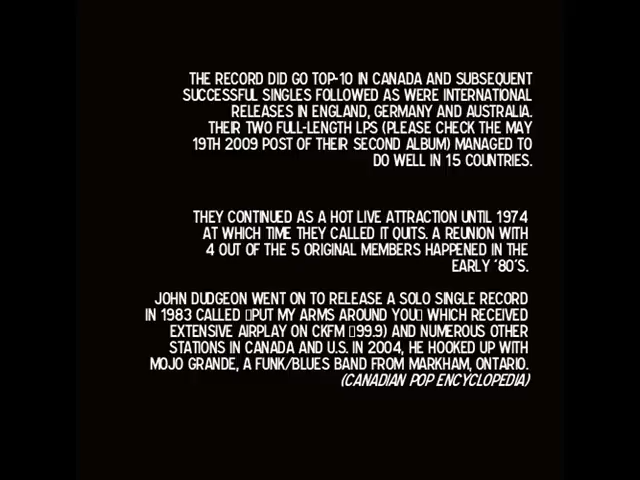 THE RECORD DID GO TOP-10 IN CANADA AND SUBSEQUENT
SUCCESSFUL SINGLES FOLLOWED AS WERE INTERNATIONAL
RELEASES IN ENGLAND, GERMANY AND AUSTRALIA.
THEIR TWO FULL-LENGTH LPS (PLEASE CHECK THE MAY
19TH 2009 POST OF THEIR SECOND ALBUM) MANAGED TO
DO WELL IN 15 COUNTRIES.
THEY CONTINUED AS A HOT LIVE ATTRACTION UNTIL 1974
AT WHICH TIME THEY CALLED IT QUITS. A REUNION WITH
4 OUT OF THE 5 ORIGINAL MEMBERS HAPPENED IN THE
EARLY '80'S.
JOHN DUDGEON WENT ON TO RELEASE A SOLO SINGLE RECORD
IN 1983 CALLED ▯PUT MY ARMS AROUND YOU▯ WHICH RECEIVED
EXTENSIVE AIRPLAY ON CKFM ▯99.9) AND NUMEROUS OTHER
STATIONS IN CANADA AND U.S. IN 2004, HE HOOKED UP WITH
MOJO GRANDE, A FUNK/BLUES BAND FROM MARKHAM, ONTARIO.
(CANADIAN POP ENCYCLOPEDIA)